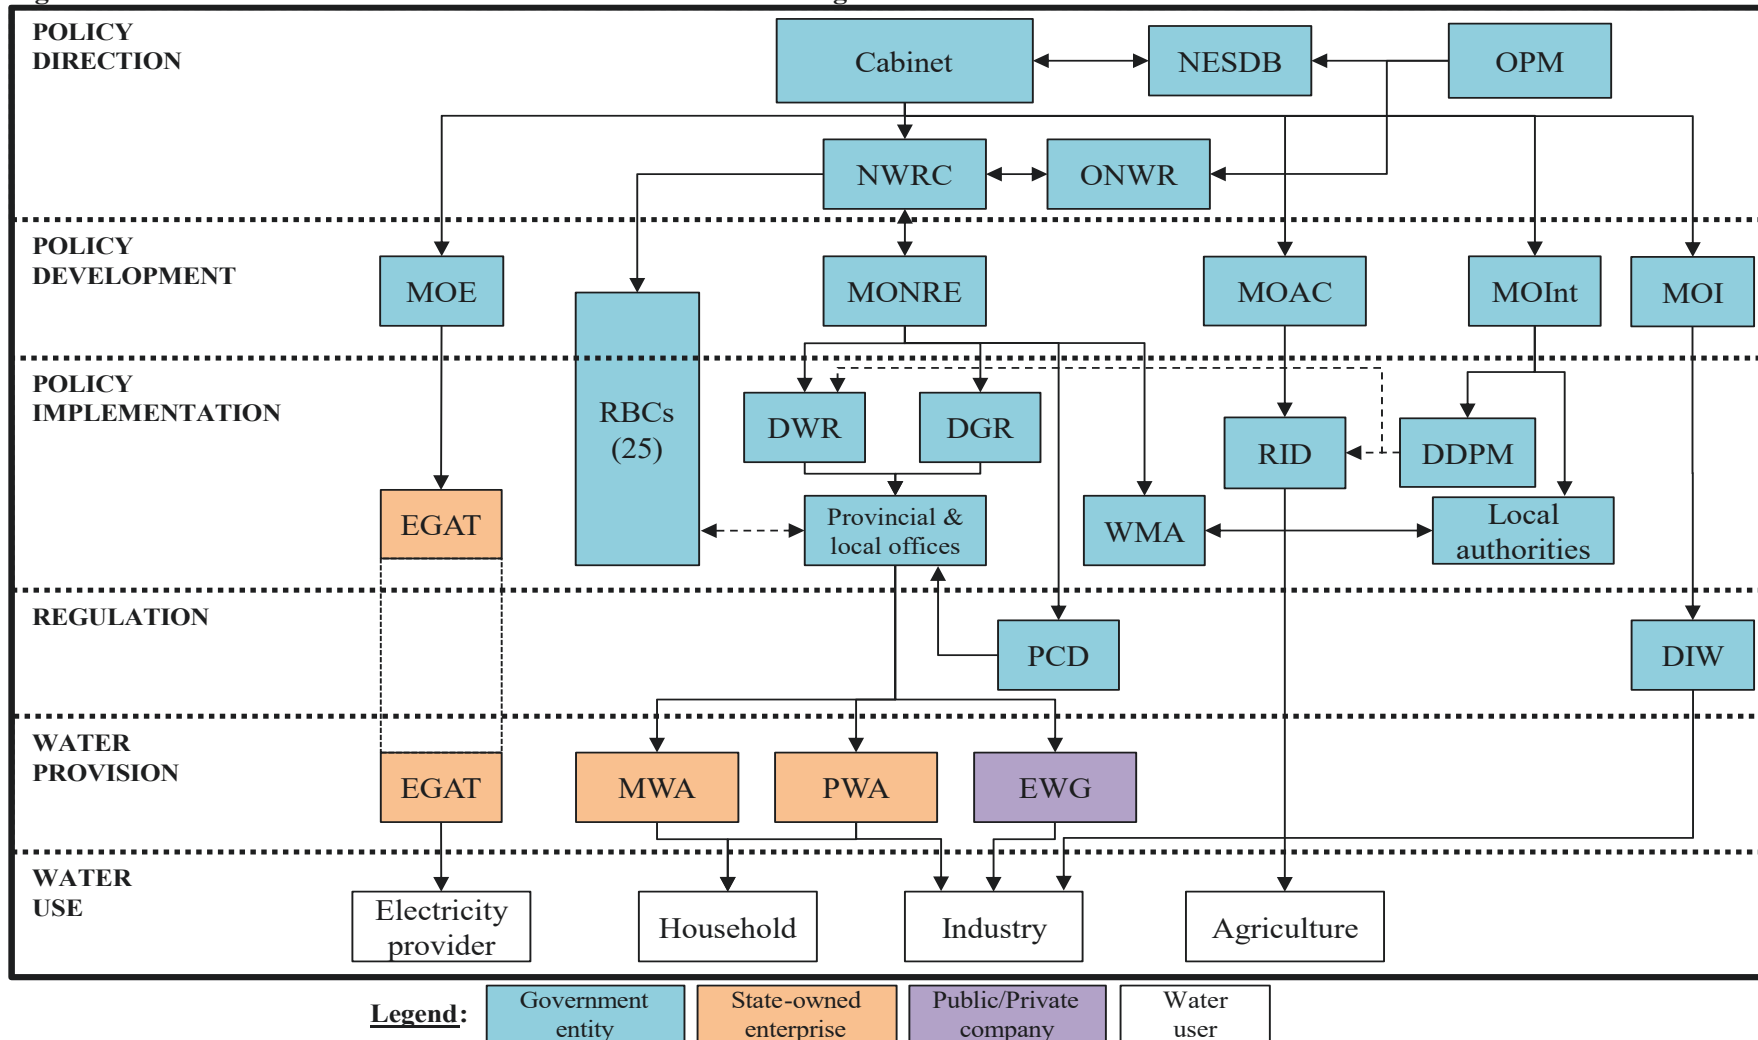 POLICY
DIRECTION
Cabinet
NESDB
OPM
NWRC
ONWR
POLICY
DEVELOPMENT
MOE
MONRE
MOAC
MOInt
MOI
POLICY
IMPLEMENTATION
RBCs
(25)
DWR
DGR
RID
DDPM
EGAT
Provincial &
local offices
WMA
Local
authorities
REGULATION
PCD
DIW
WATER
PROVISION
EGAT
MWA
PWA
EWG
WATER
USE
Electricity
provider
Household
Industry
Agriculture
Legend:
Government
entity
State-owned
enterprise
Public/Private
company
Water
user